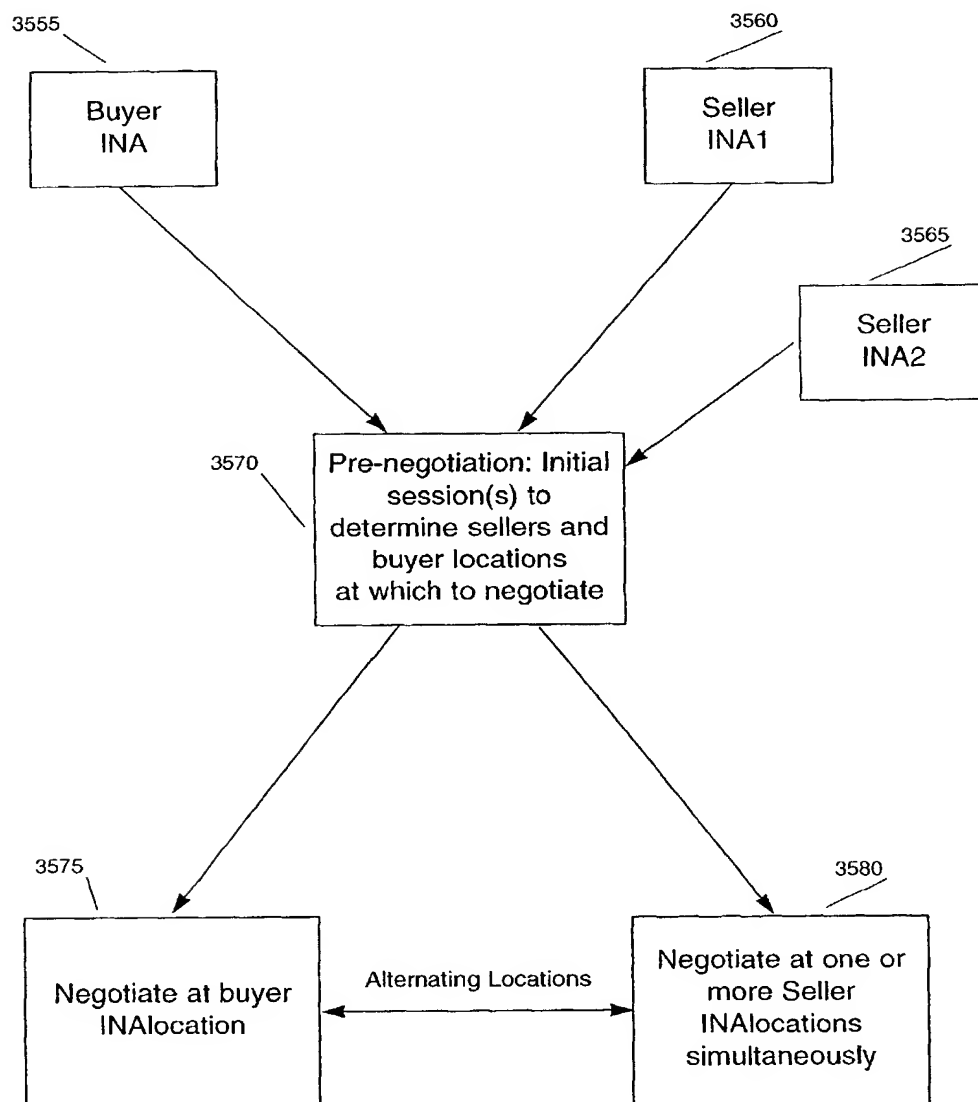 3555
3560
Buyer
INA
Seller
INA1
3565
Seller
INA2
3570
Pre-negotiation: Initial
session(s) to
determine sellers and
buyer locations
at which to negotiate
3575
3580
Negotiate at buyer
INAlocation
Alternating Locations
Negotiate at one or
more Seller
INAlocations
simultaneously